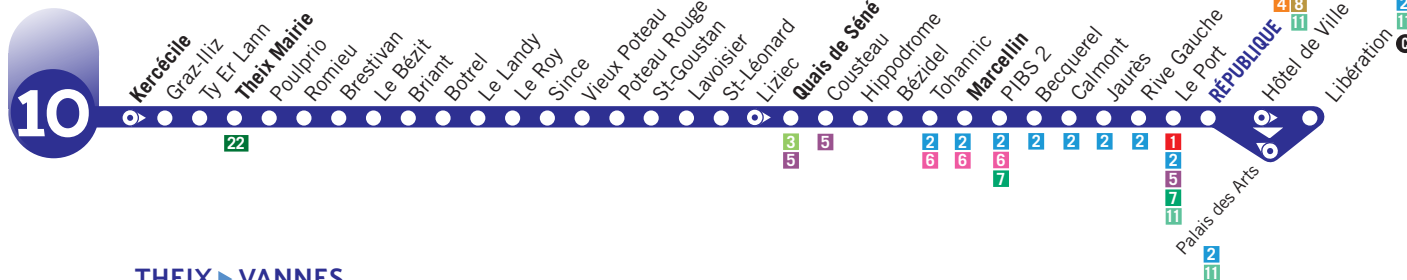 10
Kercécile
Graz-Iliz
Ty Er Lann
Theix Mairie
22
Poulprio
Romieu
Brestivan
Le Bézit
Briant
Botrel
Le Landy
Le Roy
Since
Vieux Poteau
Poteau Rouge
St-Goustan
Lavoisier
St-Léonard
Liziec
Quais de Séné
3
5
Cousteau
5
Hippodrome
Bézidel
Tohannic
2
6
Marcellin
2
6
PIBS 2
2
6
7
Becquerel
2
Calmont
2
Jaurès
2
Rive Gauche
2
Le Port
1
2
5
7
11
RÉPUBLIQUE
4 8
11
Hôtel de Ville
Libération
Palais des Arts
2
11
THEIX VANNES